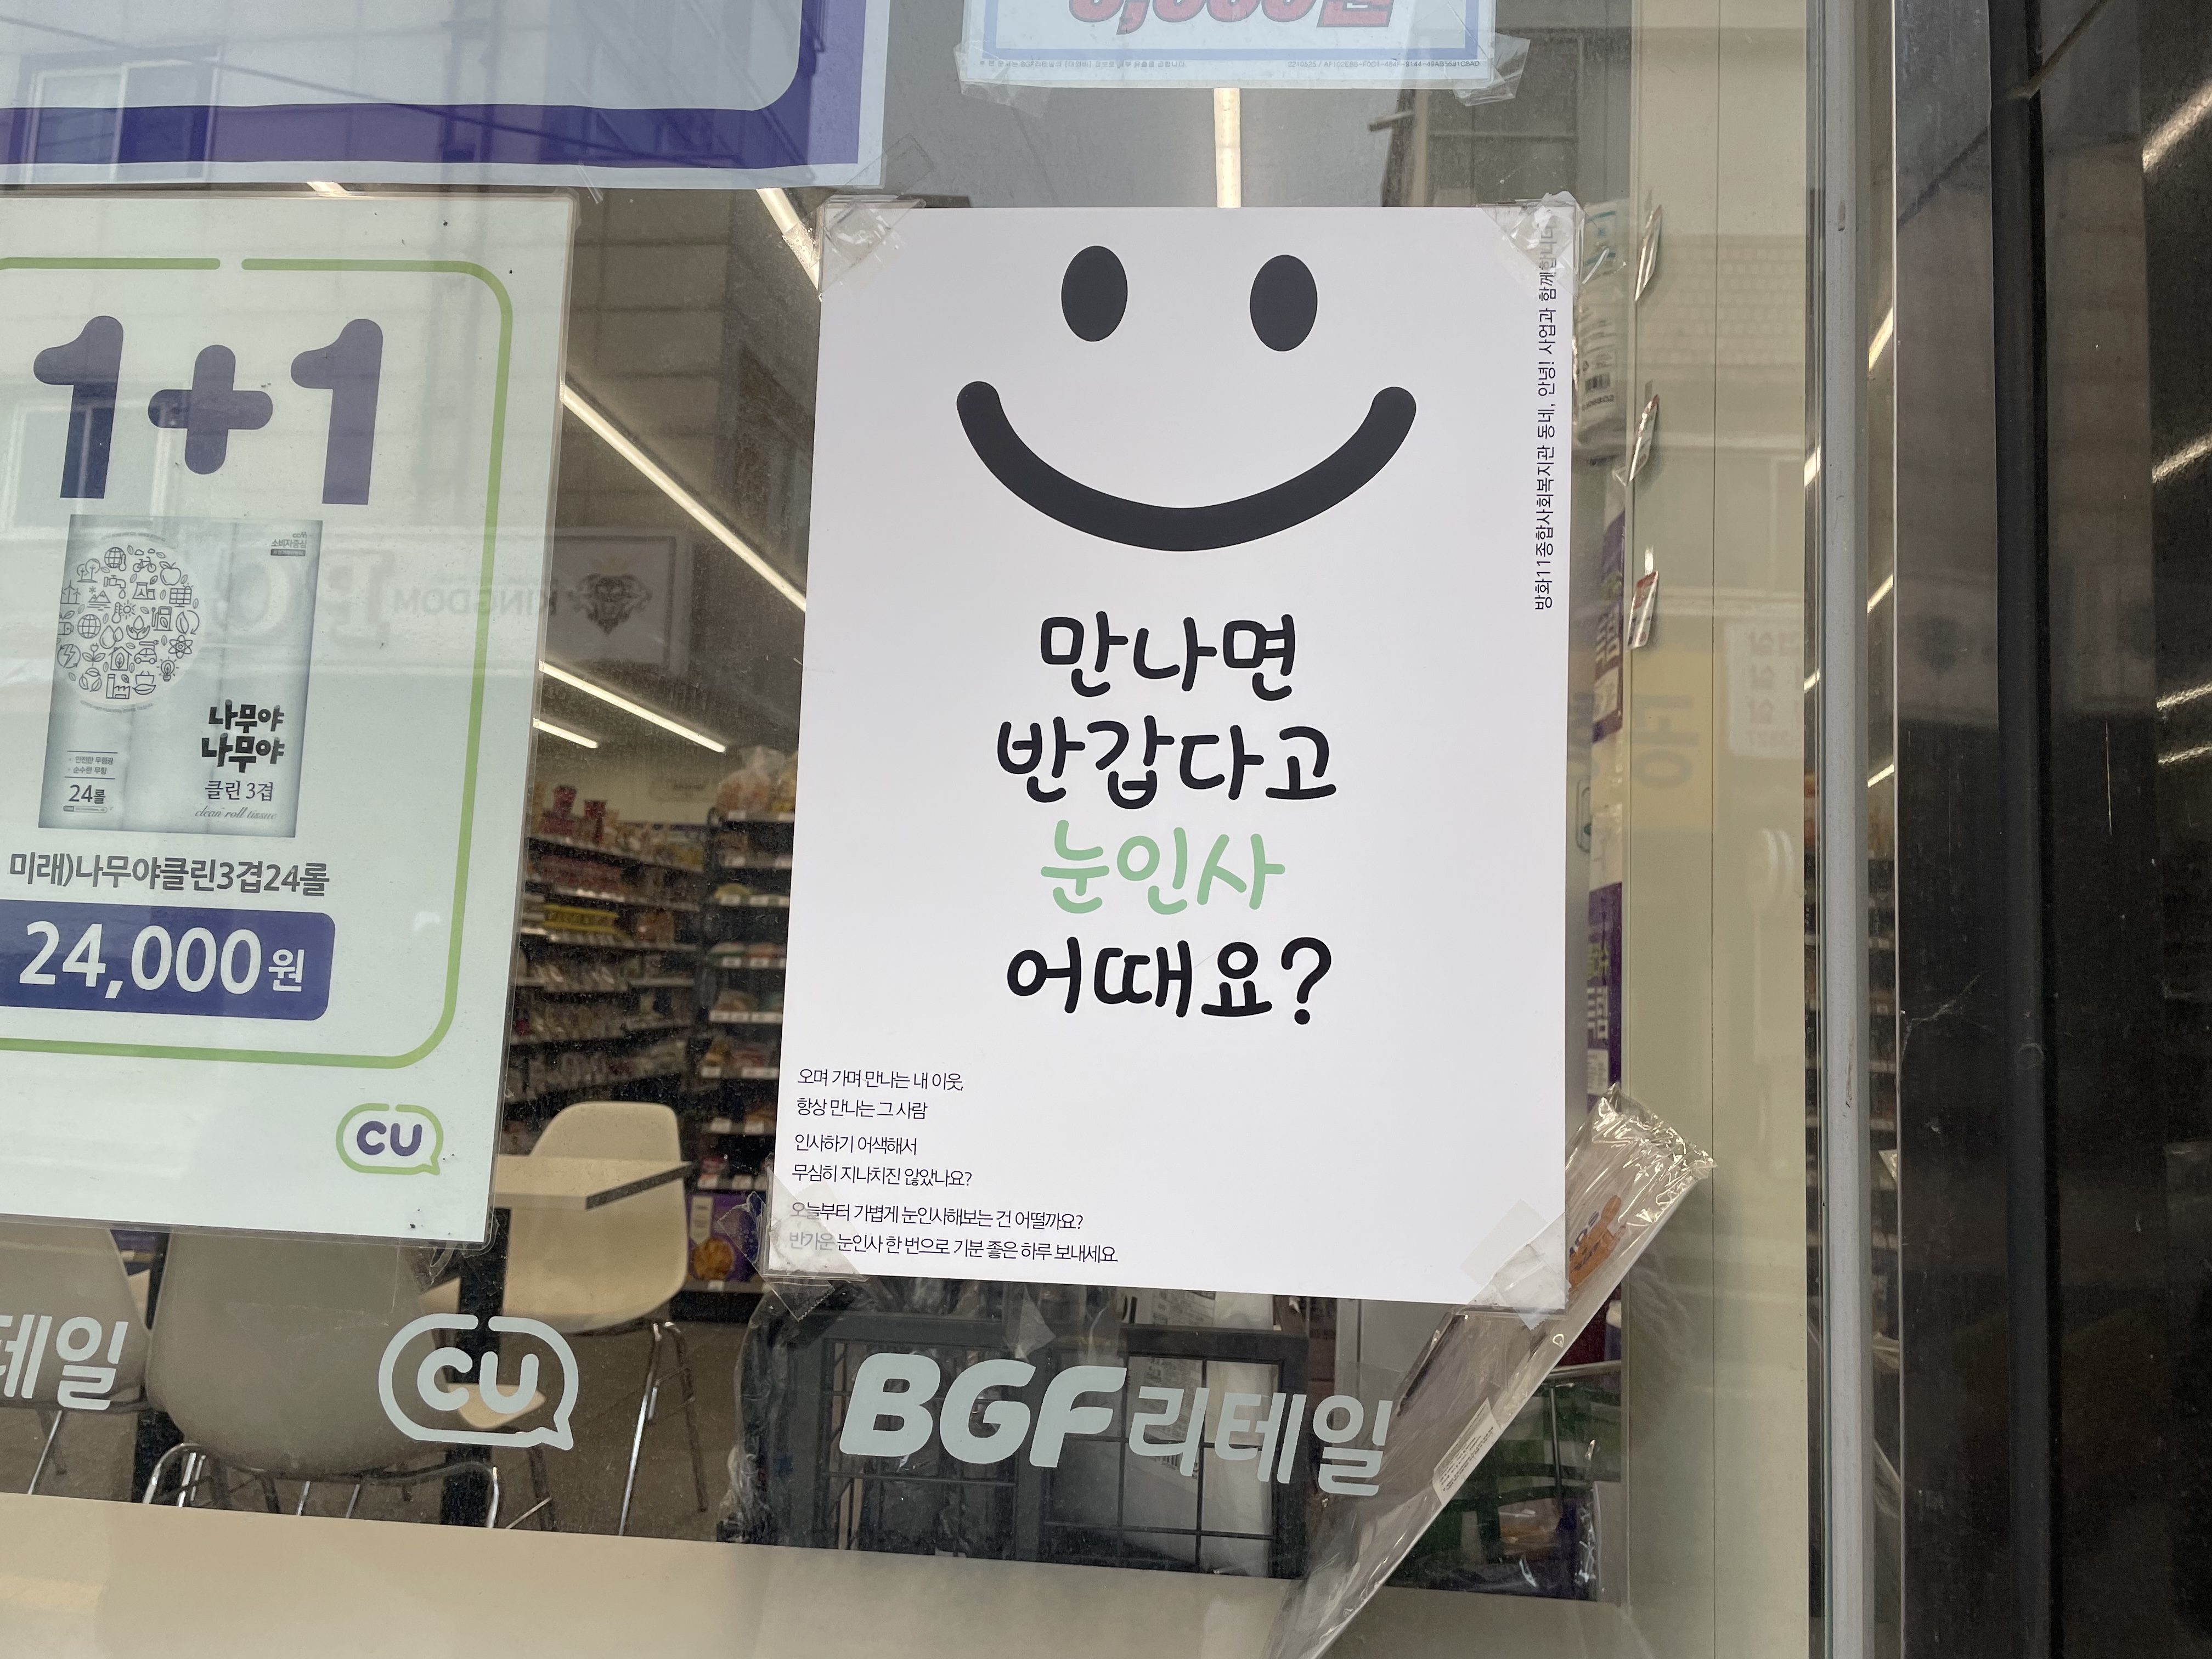 1+1
소비자중심
나무야
나무야
클린 3겹
clean roll tissue
24롤
미래)나무야클린3겹24롤
24,000원
CU
만나면
반갑다고
눈인사
어때요?
방화11종합사회복지관 동네, 안녕! 사업과 함께합니다
오며 가며 만나는 내 이웃,
항상 만나는 그 사람
인사하기 어색해서
무심히 지나치진 않았나요?
오늘부터 가볍게 눈인사해보는 건 어떨까요?
반가운 눈인사 한 번으로 기분 좋은 하루 보내세요.
테일
CU
BGF리테일
KINGDOM